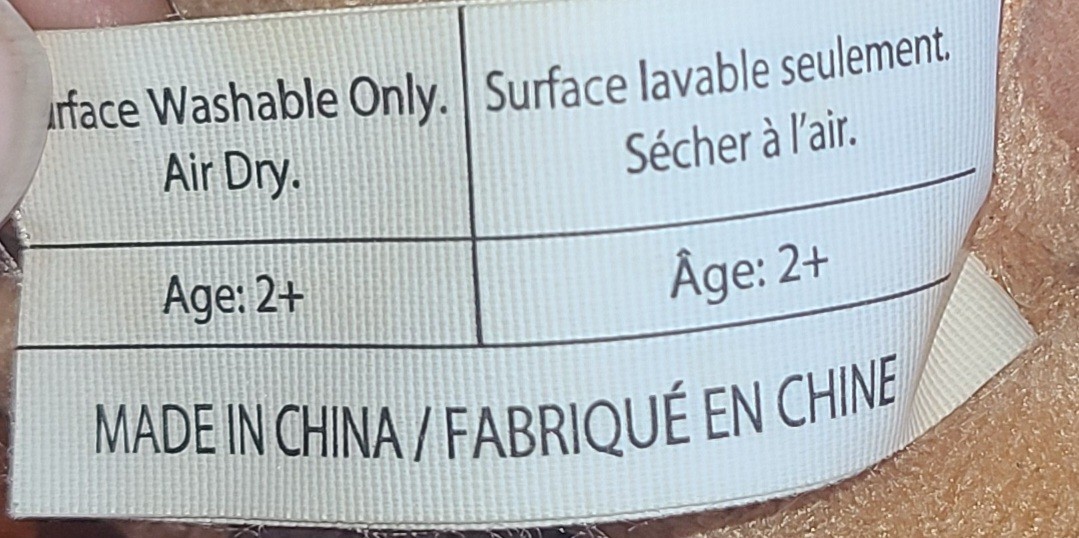 urface Washable Only.
Air Dry.
Surface lavable seulement.
Sécher à l'air.
Age: 2+
Âge: 2+
MADE IN CHINA / FABRIQUÉ EN CHINE